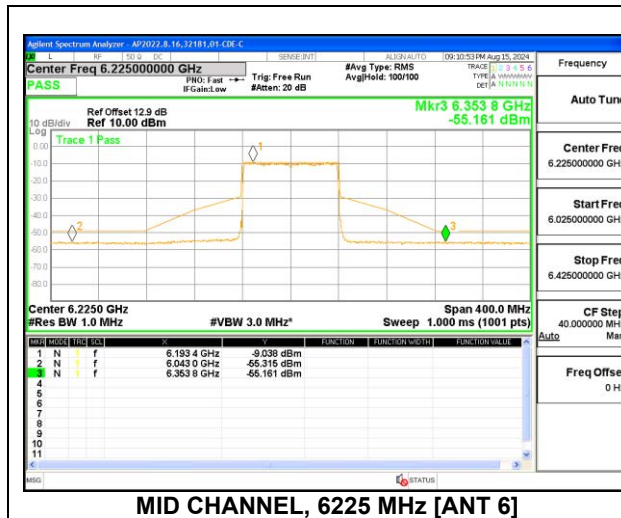 Agilent Spectrum Analyzer - AP2022.8.16,32181,01-CDE-C
L RF 50 Ω DC SENSE:INT ALIGN AUTO 09:10:53 PM Aug 15, 2024
Center Freq 6.225000000 GHz #Avg Type: RMS TRACE 1 2 3 4 5 6
PASS PNO: Fast Trig: Free Run Avg|Hold: 100/100 TYPE A WWWWW
IFGain:Low #Atten: 20 dB DET A N N N N N
Frequency
Auto Tune
Ref Offset 12.9 dB Mkr3 6.353 8 GHz
10 dB/div Ref 10.00 dBm -55.161 dBm
Log
Trace 1 Pass
0.00
-10.0
-20.0
-30.0
-40.0
-50.0
-60.0
-70.0
-80.0
1
2
3
Center 6.2250 GHz Span 400.0 MHz
#Res BW 1.0 MHz #VBW 3.0 MHz* Sweep 1.000 ms (1001 pts)
Center Freq
6.225000000 GHz
Start Freq
6.025000000 GHz
Stop Freq
6.425000000 GHz
CF Step
40.000000 MHz
Auto Man
Freq Offset
0 Hz
MKR MODE TRC SCL X Y FUNCTION FUNCTION WIDTH FUNCTION VALUE
1 N 1 f 6.193 4 GHz -9.038 dBm
2 N 1 f 6.043 0 GHz -55.315 dBm
3 N 1 f 6.353 8 GHz -55.161 dBm
4
5
6
7
8
9
10
11
MSG STATUS
MID CHANNEL, 6225 MHz [ANT 6]